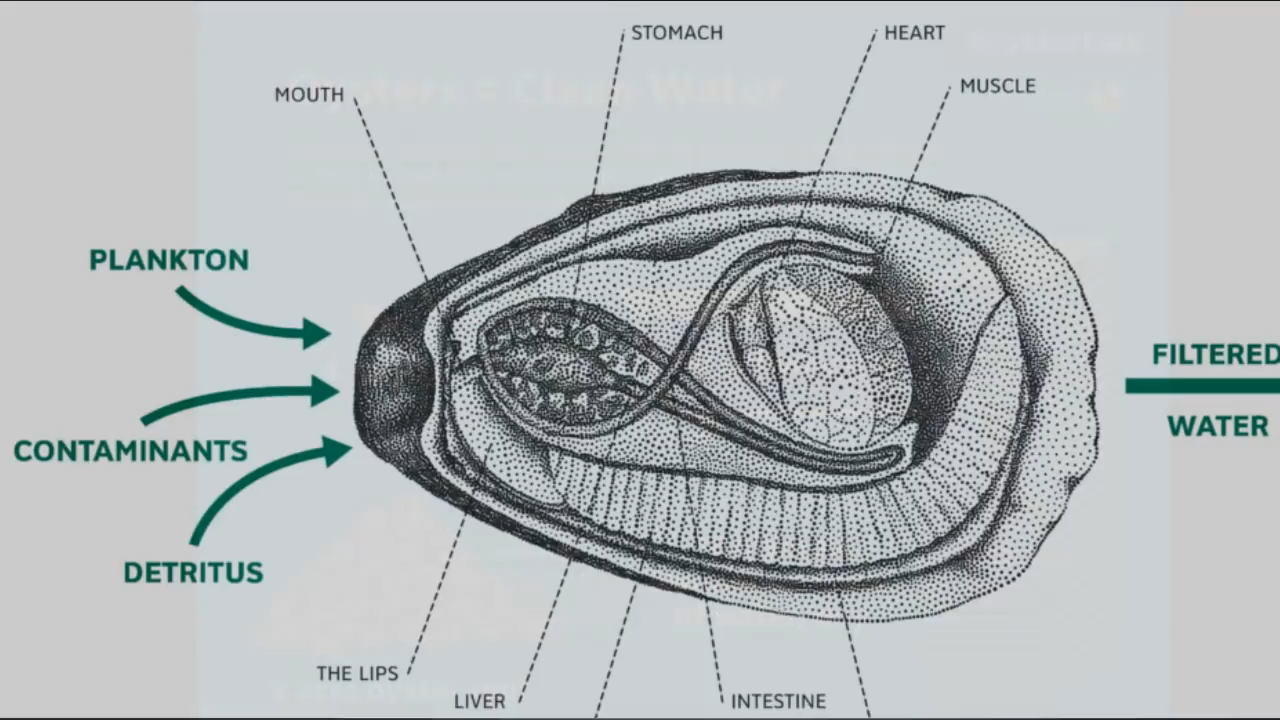 STOMACH
HEART
MUSCLE
MOUTH
PLANKTON
FILTERED
CONTAMINANTS
WATER
DETRITUS
THE LIPS
LIVER
INTESTINE